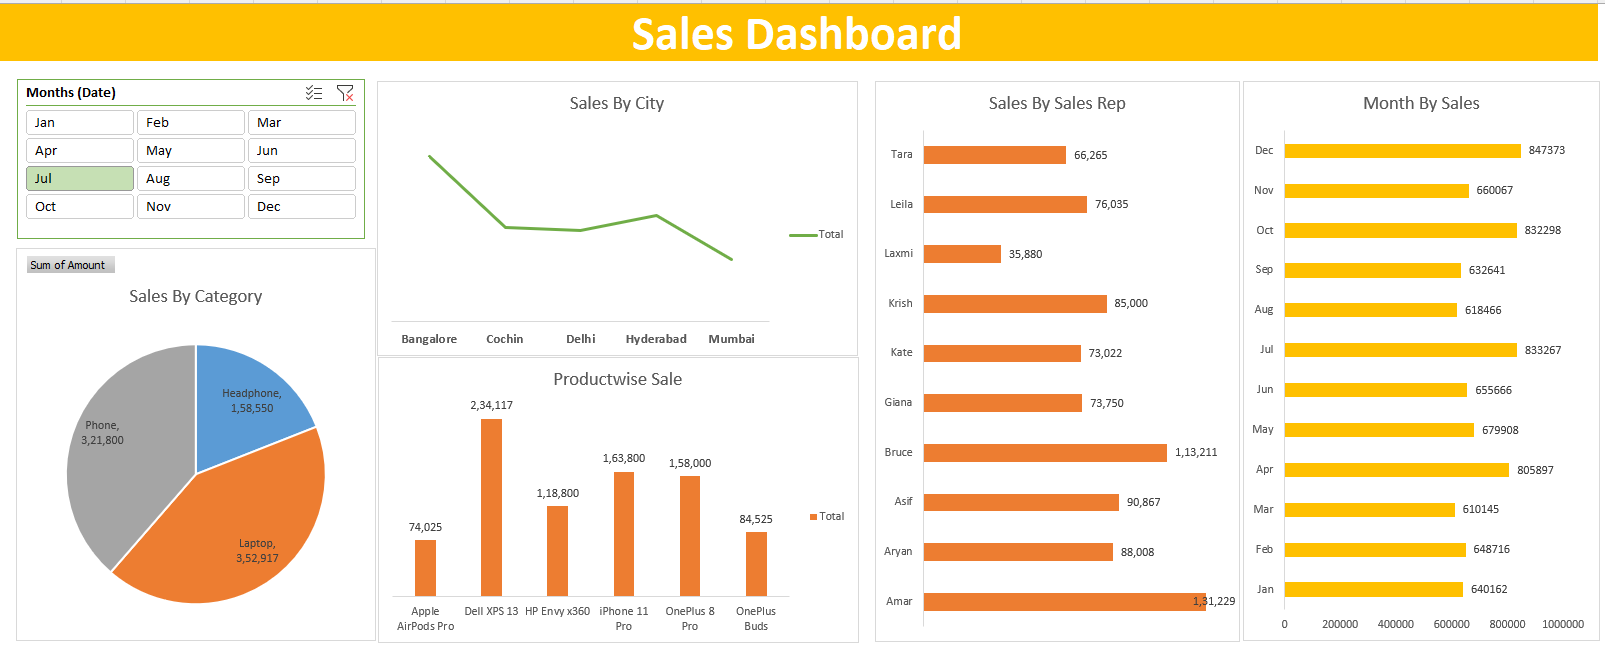 Sales Dashboard
Months (Date)
Jan Feb Mar
Apr May Jun
Jul Aug Sep
Oct Nov Dec
Sum of Amount
Sales By Category
Headphone,
1,58,550
Phone,
3,21,800
Laptop,
3,52,917
Sales By City
Total
Bangalore Cochin Delhi Hyderabad Mumbai
Productwise Sale
2,34,117
1,63,800
1,58,000
1,18,800
84,525
74,025
Total
Apple
AirPods Pro
Dell XPS 13
HP Envy x360
iPhone 11
Pro
OnePlus 8
Pro
OnePlus
Buds
Sales By Sales Rep
Tara 66,265
Leila 76,035
Laxmi 35,880
Krish 85,000
Kate 73,022
Giana 73,750
Bruce 1,13,211
Asif 90,867
Aryan 88,008
Amar 1,31,229
Month By Sales
Dec 847373
Nov 660067
Oct 832298
Sep 632641
Aug 618466
Jul 833267
Jun 655666
May 679908
Apr 805897
Mar 610145
Feb 648716
Jan 640162
0 200000 400000 600000 800000 1000000